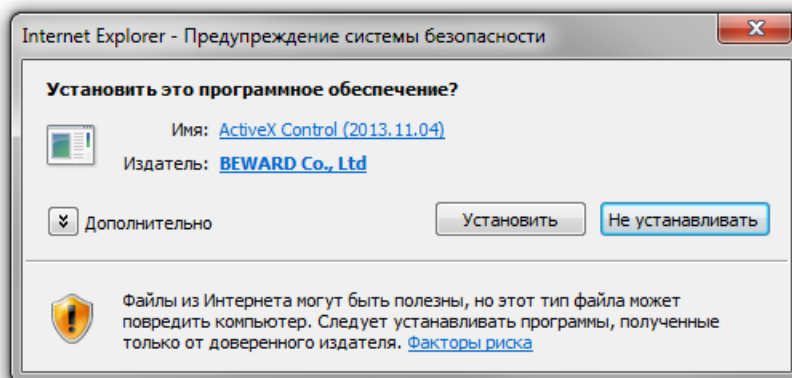 Internet Explorer - Предупреждение системы безопасности
Установить это программное обеспечение?
Имя: ActiveX Control (2013.11.04)
Издатель: BEWARD Co., Ltd
Дополнительно
Установить
Не устанавливать
Файлы из Интернета могут быть полезны, но этот тип файла может
повредить компьютер. Следует устанавливать программы, полученные
только от доверенного издателя. Факторы риска